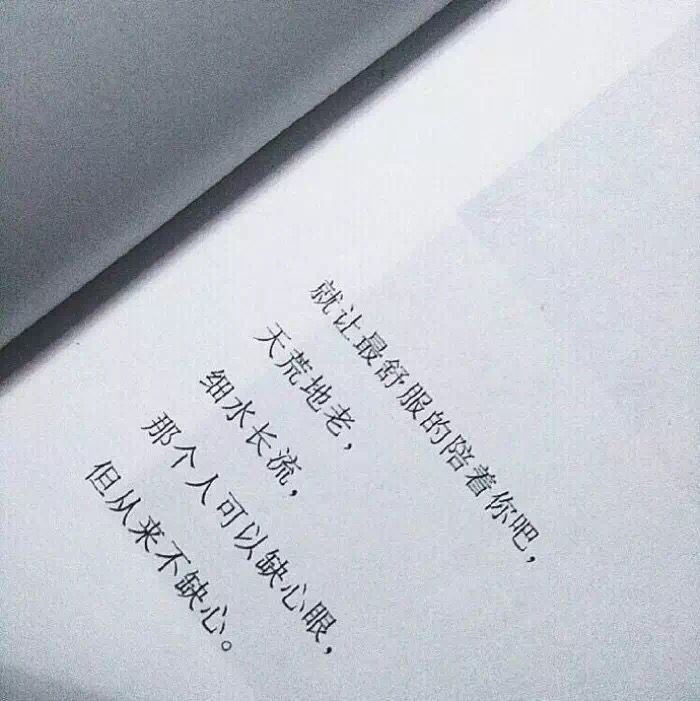 就让最舒服的陪着你吧，
天荒地老，
细水长流，
那个人可以缺心眼，
但从来不缺心。